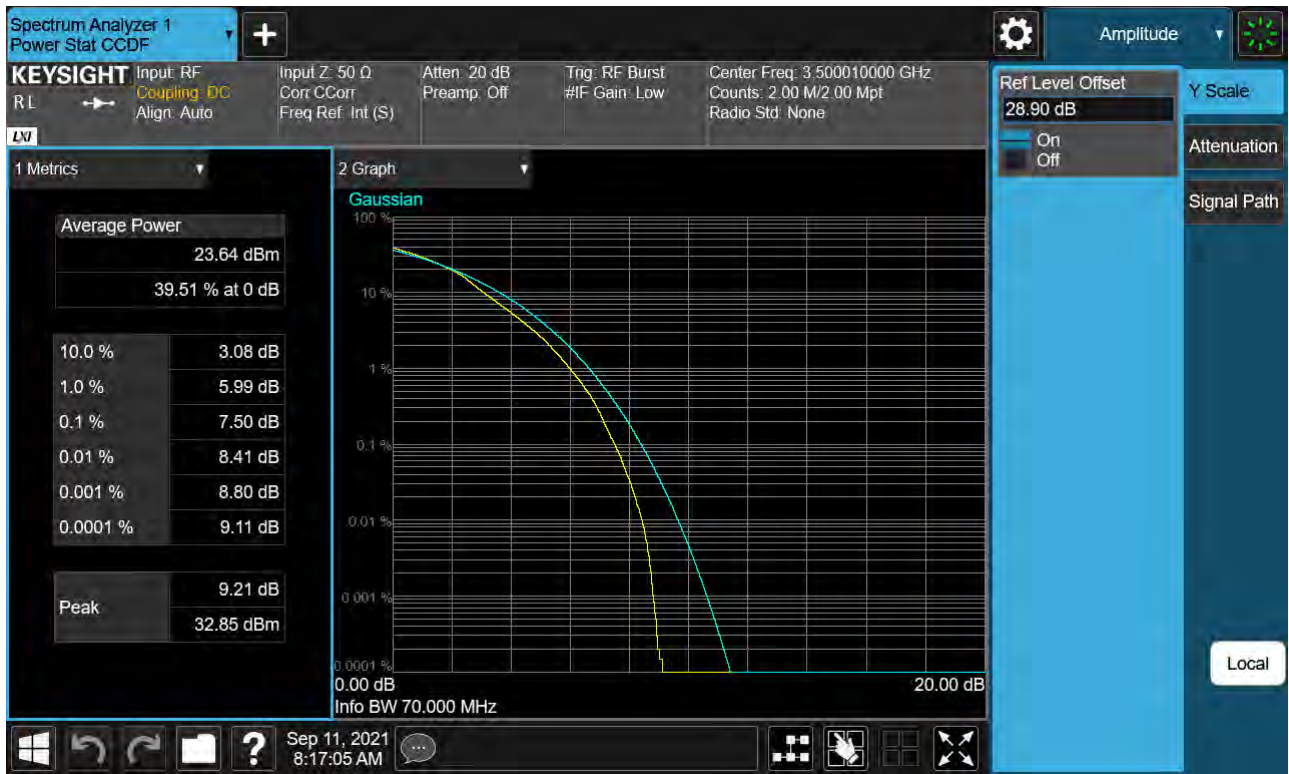 Spectrum Analyzer 1
Power Stat CCDF
Amplitude
KEYSIGHT
RL
LXI
Input: RF
Coupling: DC
Align: Auto
Input Z: 50 Ω
Corr CCorr
Freq Ref: Int (S)
Atten: 20 dB
Preamp: Off
Trig: RF Burst
#IF Gain: Low
Center Freq: 3.500010000 GHz
Counts: 2.00 M/2.00 Mpt
Radio Std: None
Ref Level Offset
28.90 dB
On
Off
Y Scale
Attenuation
Signal Path
Local
1 Metrics
Average Power
23.64 dBm
39.51 % at 0 dB
10.0 % 3.08 dB
1.0 % 5.99 dB
0.1 % 7.50 dB
0.01 % 8.41 dB
0.001 % 8.80 dB
0.0001 % 9.11 dB
Peak
9.21 dB
32.85 dBm
2 Graph
Gaussian
100 %
10 %
1 %
0.1 %
0.01 %
0.001 %
0.0001 %
0.00 dB 20.00 dB
Info BW 70.000 MHz
Sep 11, 2021
8:17:05 AM